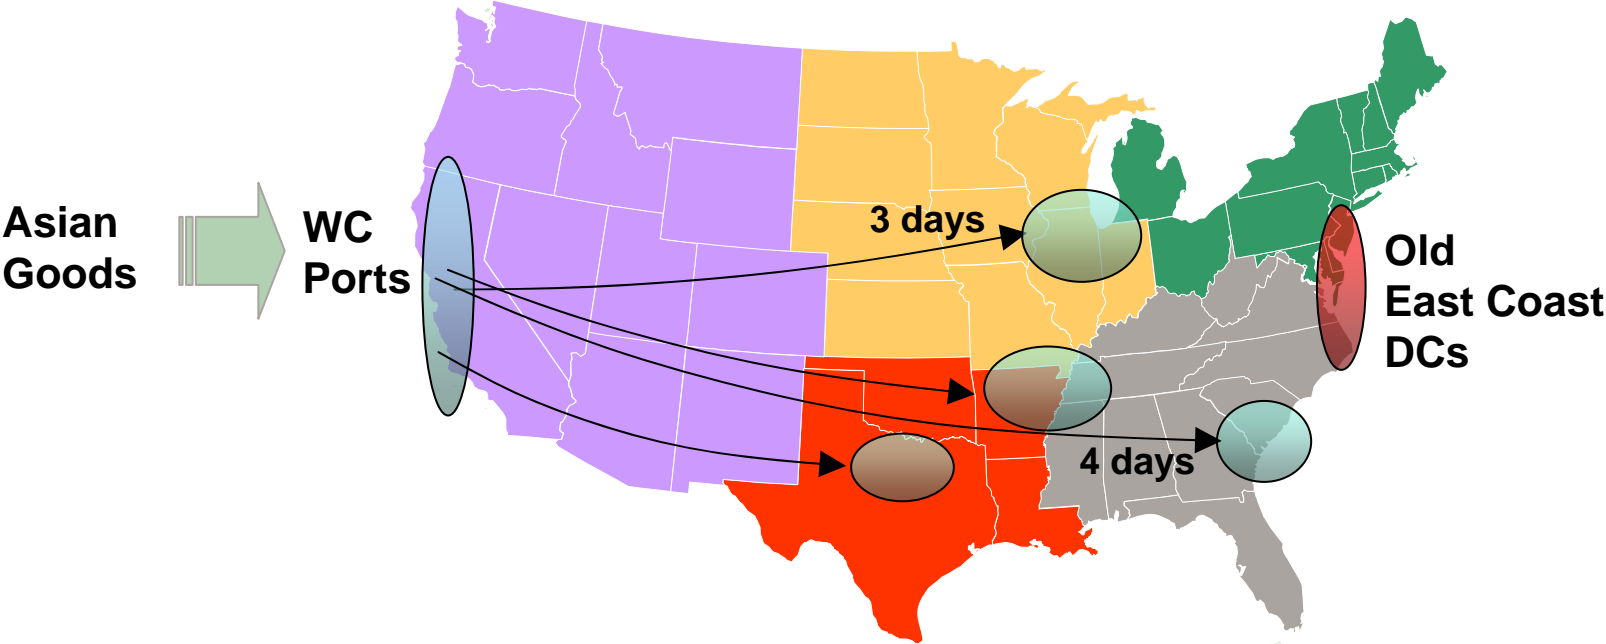 Asian
Goods
WC
Ports
3 days
4 days
Old
East Coast
DCs